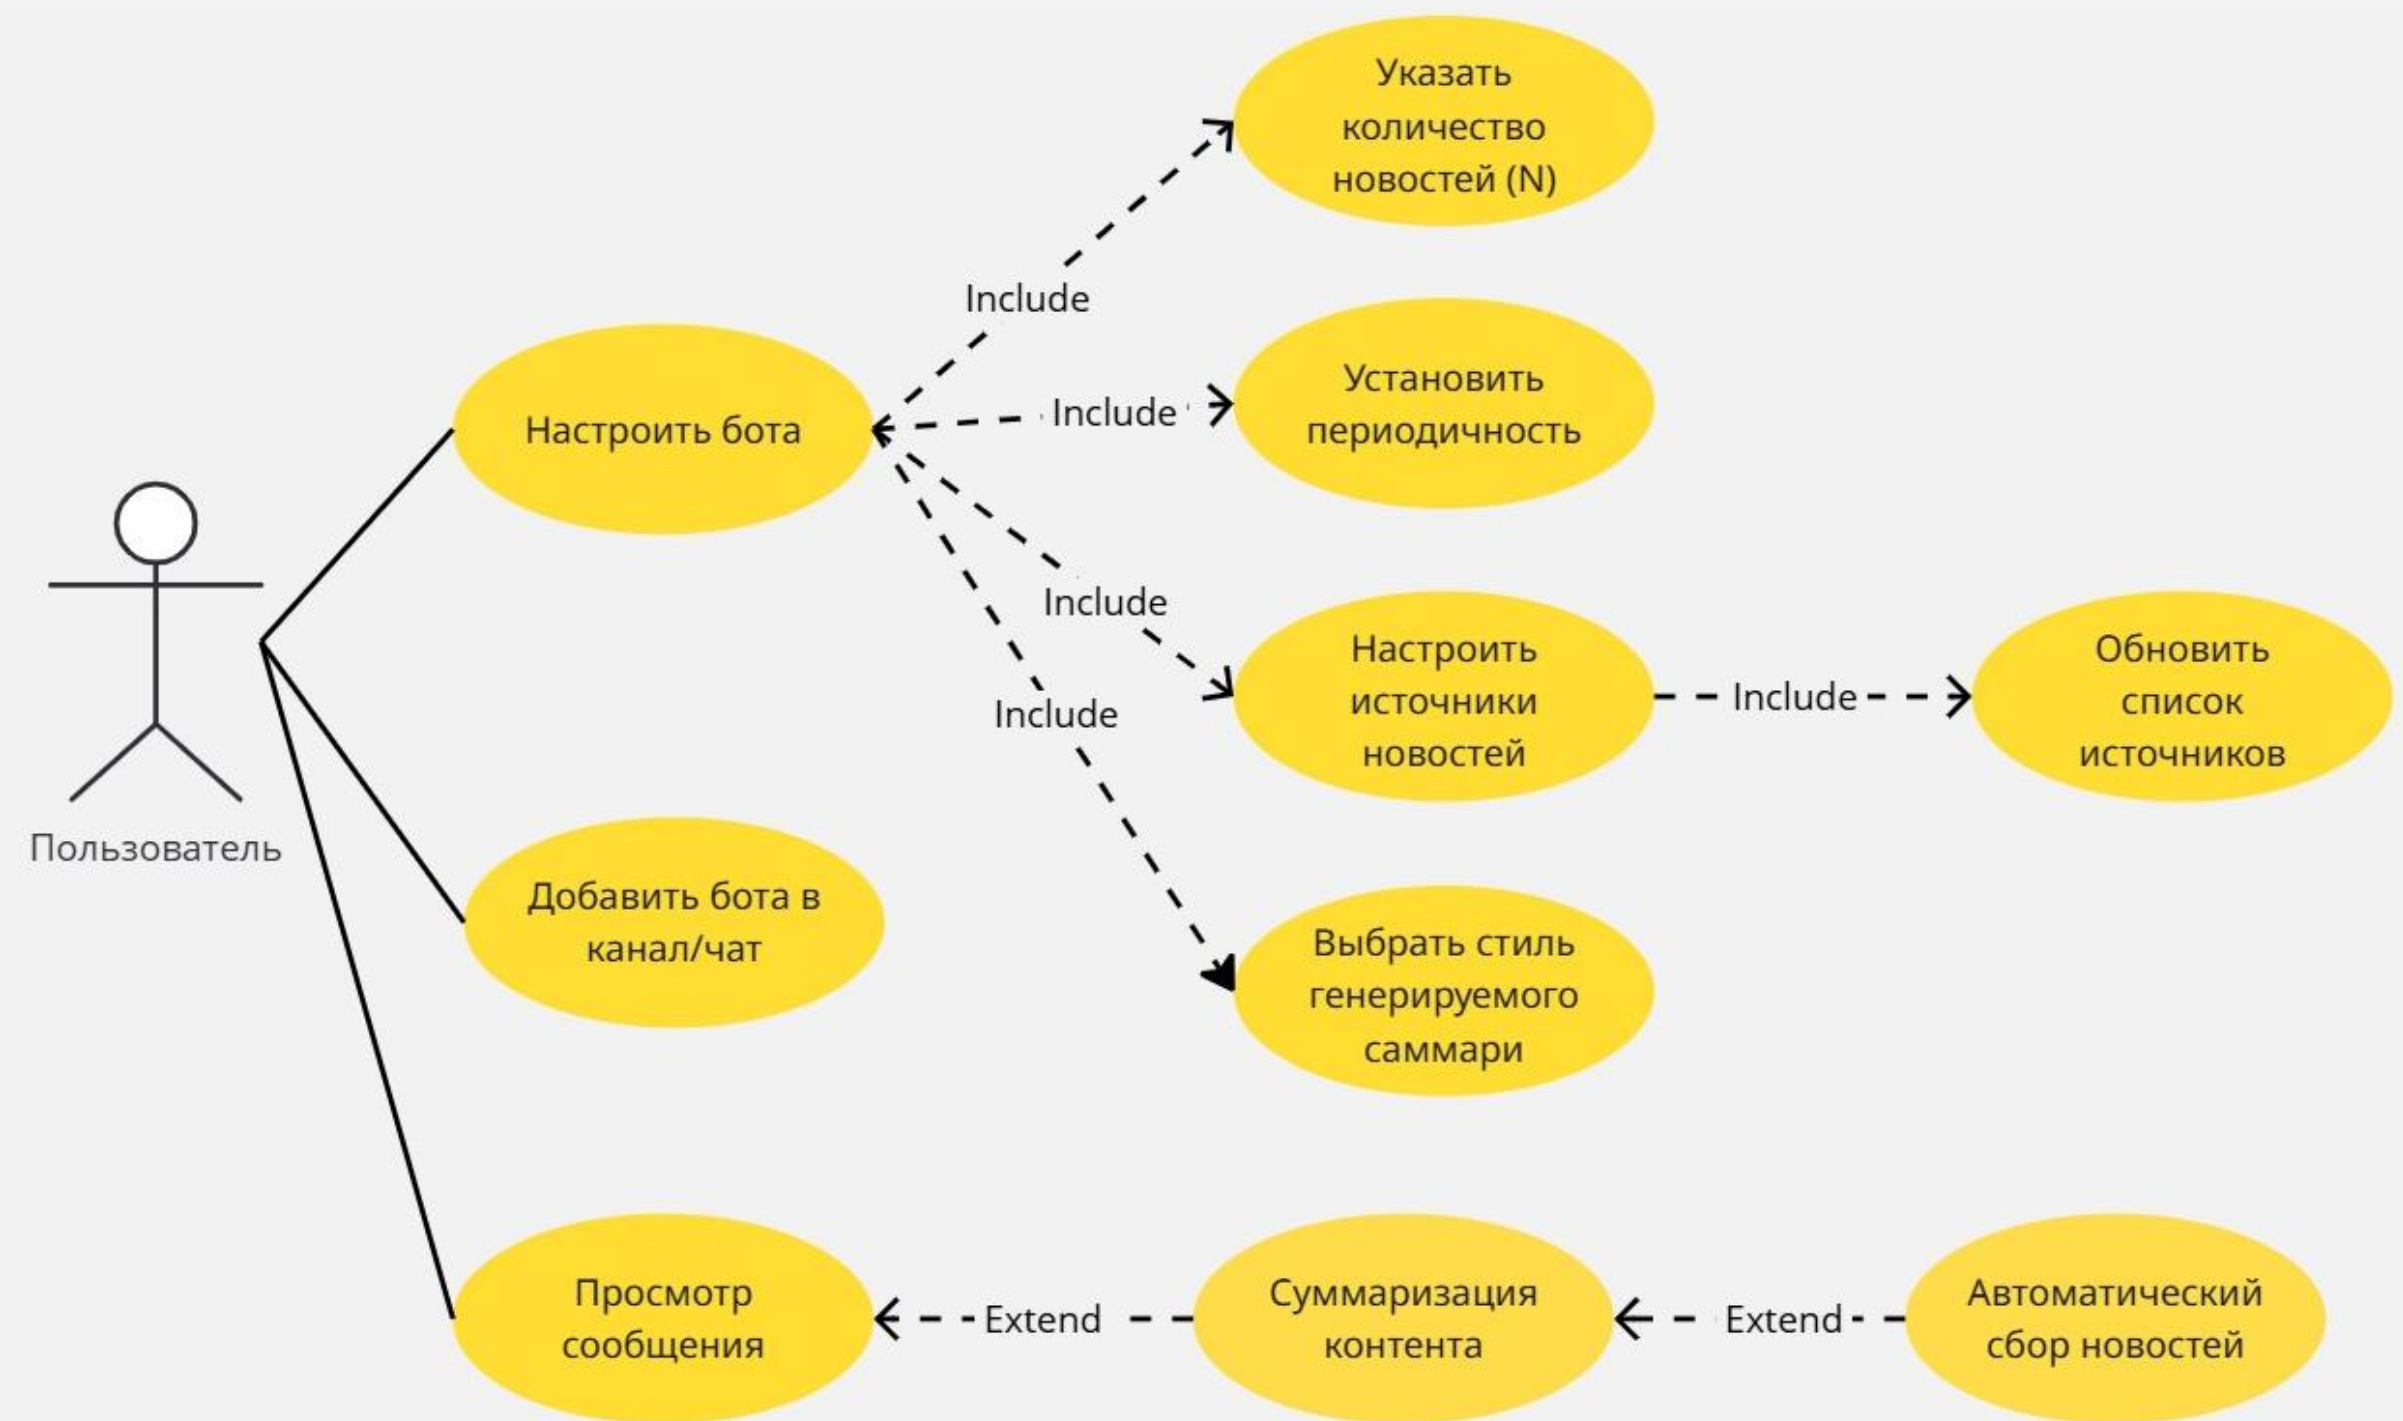 Указать
количество
новостей (N)
Include
Установить
периодичность
Настроить бота
Include
Include
Настроить
источники
новостей
Include
Обновить
список
источников
Include
Пользователь
Добавить бота в
канал/чат
Выбрать стиль
генерируемого
саммари
Просмотр
сообщения
Extend
Суммаризация
контента
Extend
Автоматический
сбор новостей